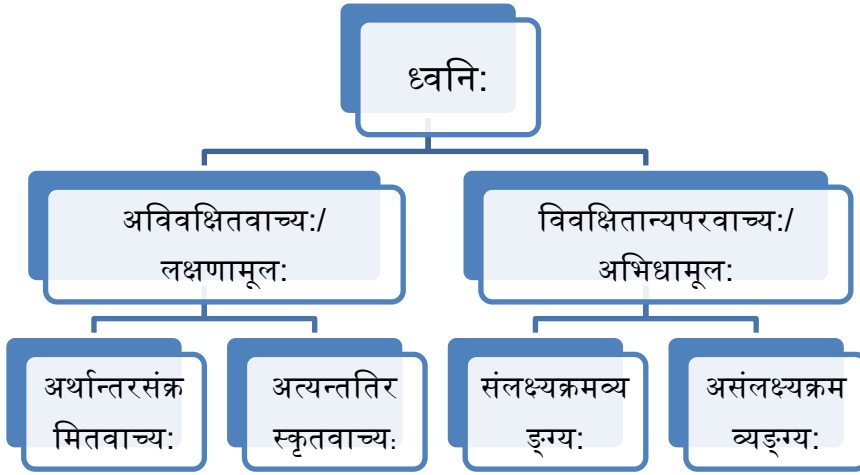 ध्वनि:
अविवक्षितवाच्य:/
लक्षणामूल:
विवक्षितान्यपरवाच्य:/
अभिधामूल:
अर्थान्तरसंक्र
मितवाच्य:
अत्यन्ततिर
स्कृतवाच्यः
संलक्ष्यक्रमव्य
ङ्ग्य:
असंलक्ष्यक्रम
व्यङ्ग्य: